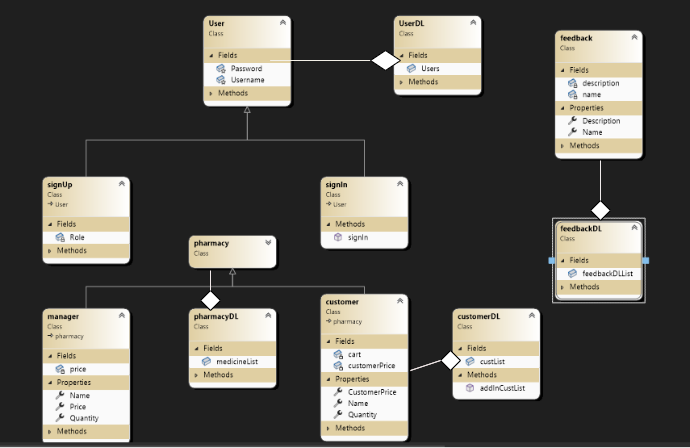 User
Class
Fields
Password
Username
Methods
UserDL
Class
Fields
Users
Methods
feedback
Class
Fields
description
name
Properties
Description
Name
Methods
signUp
Class
User
Fields
Role
Methods
signIn
Class
User
Methods
signIn
feedbackDL
Class
Fields
feedbackDLList
Methods
pharmacy
manager
Class
pharmacy
Fields
price
Properties
Name
Price
Quantity
Methods
pharmacyDL
Class
Fields
medicineList
Methods
customer
Class
pharmacy
Fields
cart
customerPrice
Properties
CustomerPrice
Name
Quantity
Methods
customerDL
Class
Fields
custList
Methods
addInCustList